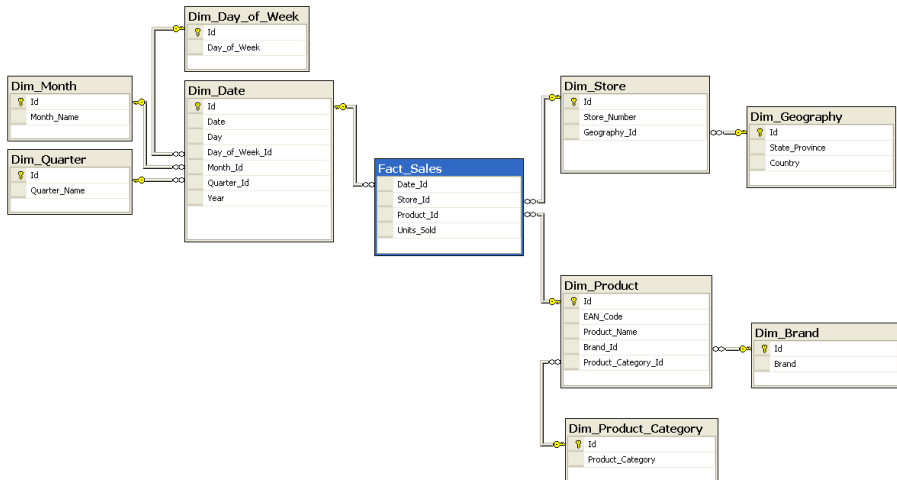 Dim_Day_of_Week
Id
Day_of_Week
Dim_Month
Id
Month_Name
Dim_Quarter
Id
Quarter_Name
Dim_Date
Id
Date
Day
Day_of_Week_Id
Month_Id
Quarter_Id
Year
Fact_Sales
Date_Id
Store_Id
Product_Id
Units_Sold
Dim_Store
Id
Store_Number
Geography_Id
Dim_Geography
Id
State_Province
Country
Dim_Product
Id
EAN_Code
Product_Name
Brand_Id
Product_Category_Id
Dim_Brand
Id
Brand
Dim_Product_Category
Id
Product_Category